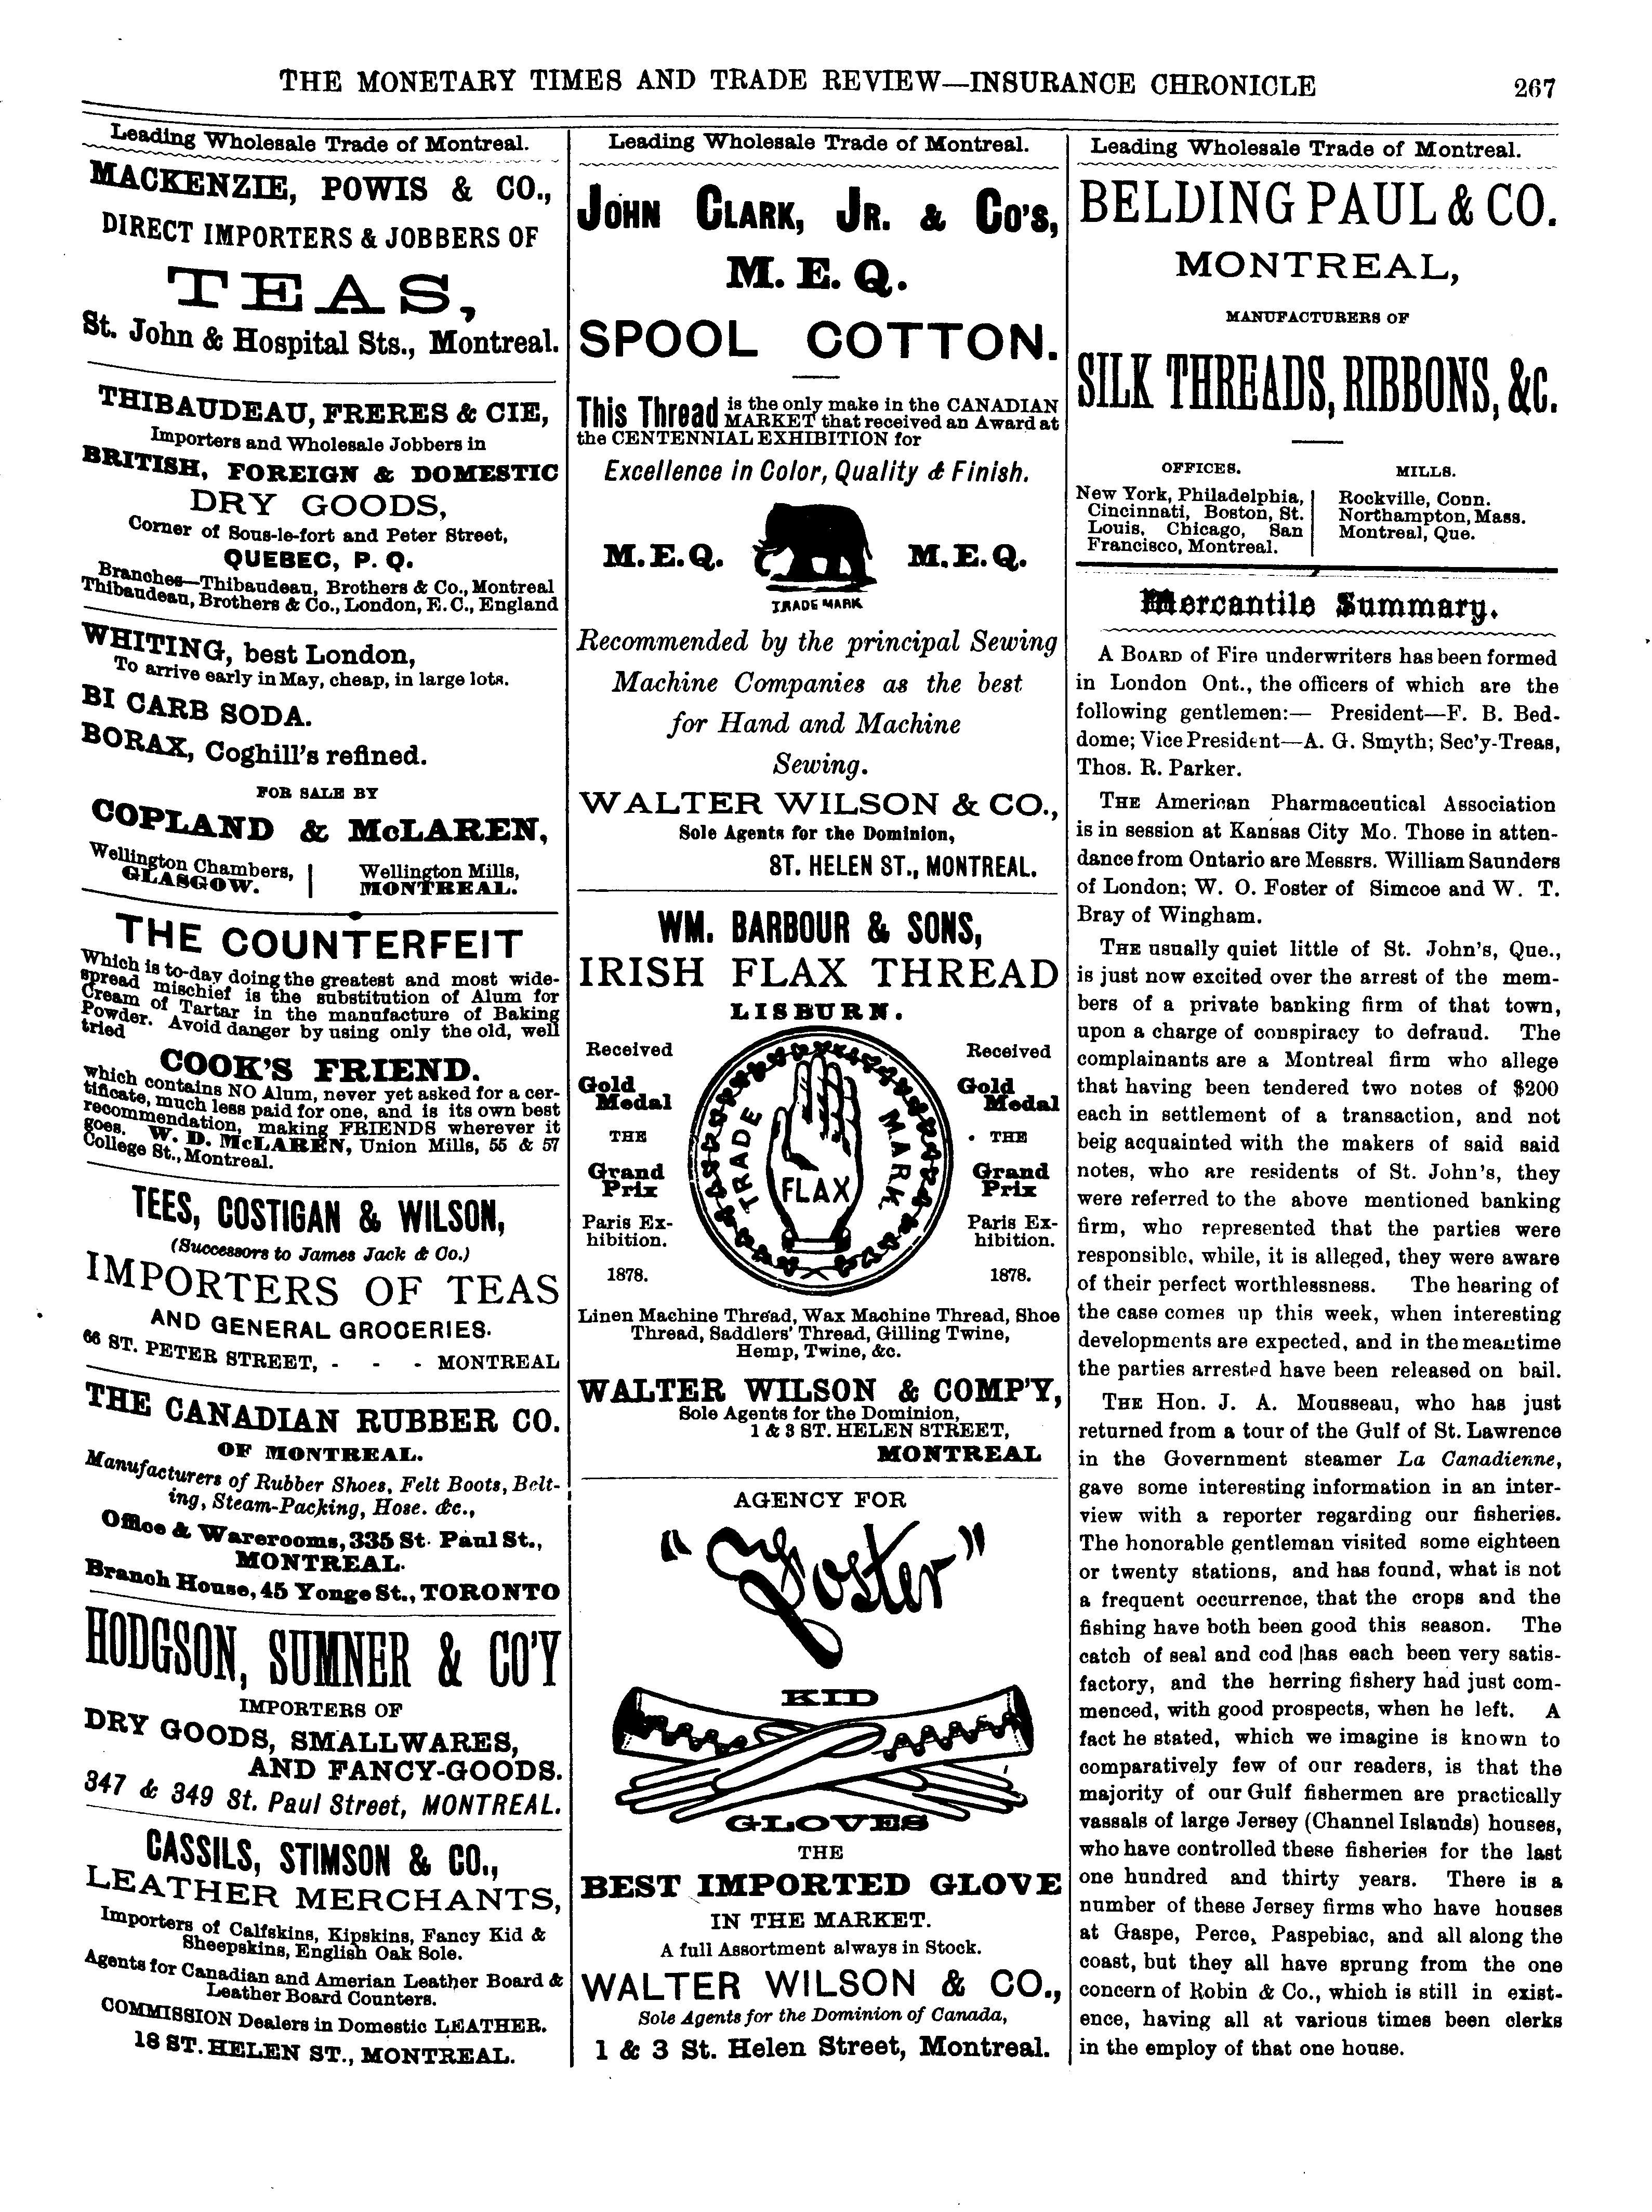 THE MONETARY TIMES AND TRADE REVIEW—INSURANCE CHRONICLE 267
Leading Wholesale Trade of Montreal.
MACKENZIE, POWIS & CO.,
DIRECT IMPORTERS & JOBBERS OF
TEAS,
St. John & Hospital Sts., Montreal.
THIBAUDEAU, FRERES & CIE,
Importers and Wholesale Jobbers in
BRITISH, FOREIGN & DOMESTIC
DRY GOODS,
Corner of Sous-le-fort and Peter Street,
QUEBEC, P. Q.
Branches—Thibaudeau, Brothers & Co., Montreal
Thibaudeau, Brothers & Co., London, E. C., England
WHITING, best London,
To arrive early in May, cheap, in large lots.
BI CARB SODA.
BORAX, Coghill's refined.
FOR SALE BY
COPLAND & McLAREN,
Wellington Chambers,
GLASGOW.
Wellington Mills,
MONTREAL.
THE COUNTERFEIT
Which is to-day doing the greatest and most wide-
spread mischief is the substitution of Alum for
Cream of Tartar in the manufacture of Baking
Powder. Avoid danger by using only the old, well
tried
COOK'S FRIEND.
which contains NO Alum, never yet asked for a cer-
tificate, much less paid for one, and is its own best
recommendation, making FRIENDS wherever it
goes. W. D. McLAREN, Union Mills, 55 & 57
College St., Montreal.
TEES, COSTIGAN & WILSON,
(Successors to James Jack & Co.)
IMPORTERS OF TEAS
AND GENERAL GROCERIES.
66 ST. PETER STREET, - - - MONTREAL
THE CANADIAN RUBBER CO.
OF MONTREAL.
Manufacturers of Rubber Shoes, Felt Boots, Belt-
ing, Steam-Packing, Hose. &c.,
Office & Warerooms, 335 St. Paul St.,
MONTREAL.
Branch House, 45 Yonge St., TORONTO
HODGSON, SUMNER & CO'Y
IMPORTERS OF
DRY GOODS, SMALLWARES,
AND FANCY-GOODS.
347 & 349 St. Paul Street, MONTREAL.
CASSILS, STIMSON & CO.,
LEATHER MERCHANTS,
Importers of Calfskins, Kipskins, Fancy Kid &
Sheepskins, English Oak Sole.
Agents for Canadian and Amerian Leather Board &
Leather Board Counters.
COMMISSION Dealers in Domestic LEATHER.
18 ST. HELEN ST., MONTREAL.
Leading Wholesale Trade of Montreal.
JOHN CLARK, JR. & CO'S,
M. E. Q.
SPOOL COTTON.
This Thread is the only make in the CANADIAN
MARKET that received an Award at
the CENTENNIAL EXHIBITION for
Excellence in Color, Quality & Finish.
M.E.Q. M.E.Q.
TRADE MARK
Recommended by the principal Sewing
Machine Companies as the best
for Hand and Machine
Sewing.
WALTER WILSON & CO.,
Sole Agents for the Dominion,
ST. HELEN ST., MONTREAL.
WM. BARBOUR & SONS,
IRISH FLAX THREAD
LISBURN.
Received
Gold
Medal
THE
Grand
Prix
Paris Ex-
hibition.
1878.
TRADE MARK
FLAX
Received
Gold
Medal
THE
Grand
Prix
Paris Ex-
hibition.
1878.
Linen Machine Thread, Wax Machine Thread, Shoe
Thread, Saddlers' Thread, Gilling Twine,
Hemp, Twine, &c.
WALTER WILSON & COMP'Y,
Sole Agents for the Dominion,
1 & 3 ST. HELEN STREET,
MONTREAL
AGENCY FOR
"Foster"
KID
GLOVES
THE
BEST IMPORTED GLOVE
IN THE MARKET.
A full Assortment always in Stock.
WALTER WILSON & CO.,
Sole Agents for the Dominion of Canada,
1 & 3 St. Helen Street, Montreal.
Leading Wholesale Trade of Montreal.
BELDING PAUL & CO.
MONTREAL,
MANUFACTURERS OF
SILK THREADS, RIBBONS, &C.
OFFICES.
New York, Philadelphia,
Cincinnati, Boston, St.
Louis, Chicago, San
Francisco, Montreal.
MILLS.
Rockville, Conn.
Northampton, Mass.
Montreal, Que.
Mercantile Summary.
A BOARD of Fire underwriters has been formed
in London Ont., the officers of which are the
following gentlemen:— President—F. B. Bed-
dome; Vice President—A. G. Smyth; Sec'y-Treas,
Thos. R. Parker.
THE American Pharmaceutical Association
is in session at Kansas City Mo. Those in atten-
dance from Ontario are Messrs. William Saunders
of London; W. O. Foster of Simcoe and W. T.
Bray of Wingham.
THE usually quiet little of St. John's, Que.,
is just now excited over the arrest of the mem-
bers of a private banking firm of that town,
upon a charge of conspiracy to defraud. The
complainants are a Montreal firm who allege
that having been tendered two notes of $200
each in settlement of a transaction, and not
beig acquainted with the makers of said said
notes, who are residents of St. John's, they
were referred to the above mentioned banking
firm, who represented that the parties were
responsible, while, it is alleged, they were aware
of their perfect worthlessness. The hearing of
the case comes up this week, when interesting
developments are expected, and in the meantime
the parties arrested have been released on bail.
THE Hon. J. A. Mousseau, who has just
returned from a tour of the Gulf of St. Lawrence
in the Government steamer La Canadienne,
gave some interesting information in an inter-
view with a reporter regarding our fisheries.
The honorable gentleman visited some eighteen
or twenty stations, and has found, what is not
a frequent occurrence, that the crops and the
fishing have both been good this season. The
catch of seal and cod has each been very satis-
factory, and the herring fishery had just com-
menced, with good prospects, when he left. A
fact he stated, which we imagine is known to
comparatively few of our readers, is that the
majority of our Gulf fishermen are practically
vassals of large Jersey (Channel Islands) houses,
who have controlled these fisheries for the last
one hundred and thirty years. There is a
number of these Jersey firms who have houses
at Gaspe, Perce, Paspebiac, and all along the
coast, but they all have sprung from the one
concern of Robin & Co., which is still in exist-
ence, having all at various times been clerks
in the employ of that one house.